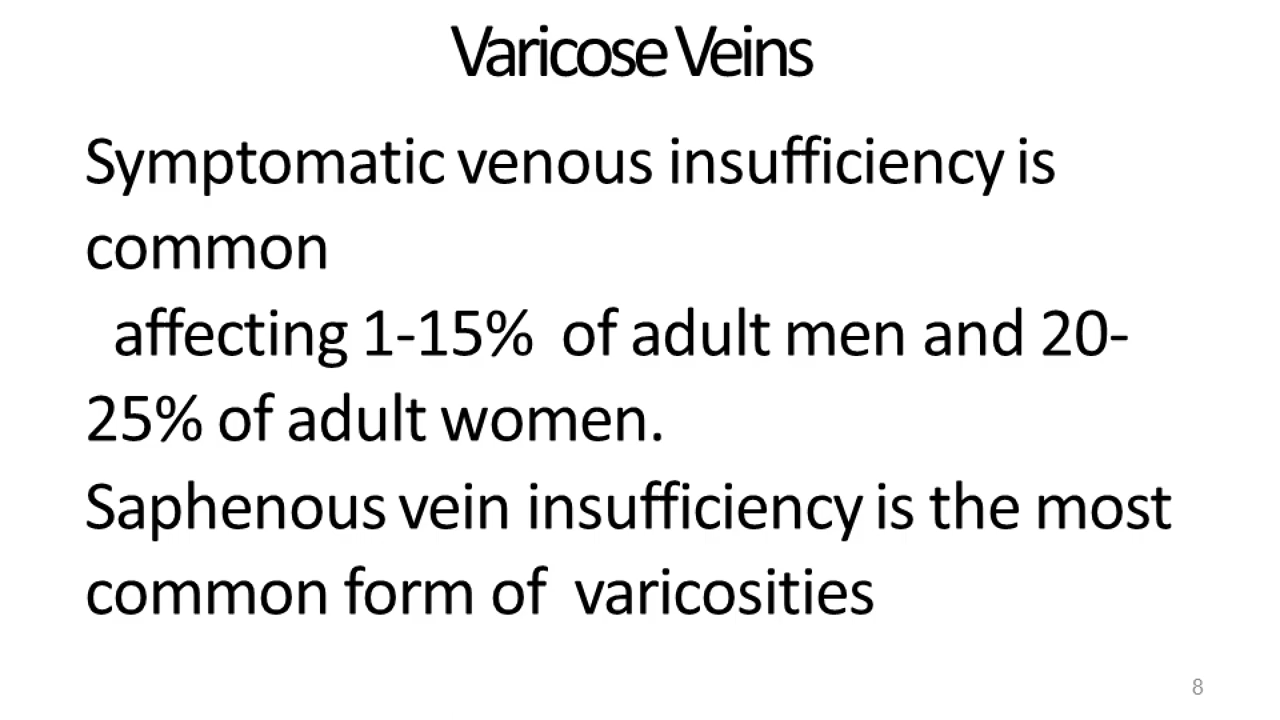 Varicose Veins
Symptomatic venous insufficiency is
common
affecting 1-15% of adult men and 20-
25% of adult women.
Saphenous vein insufficiency is the most
common form of varicosities
8